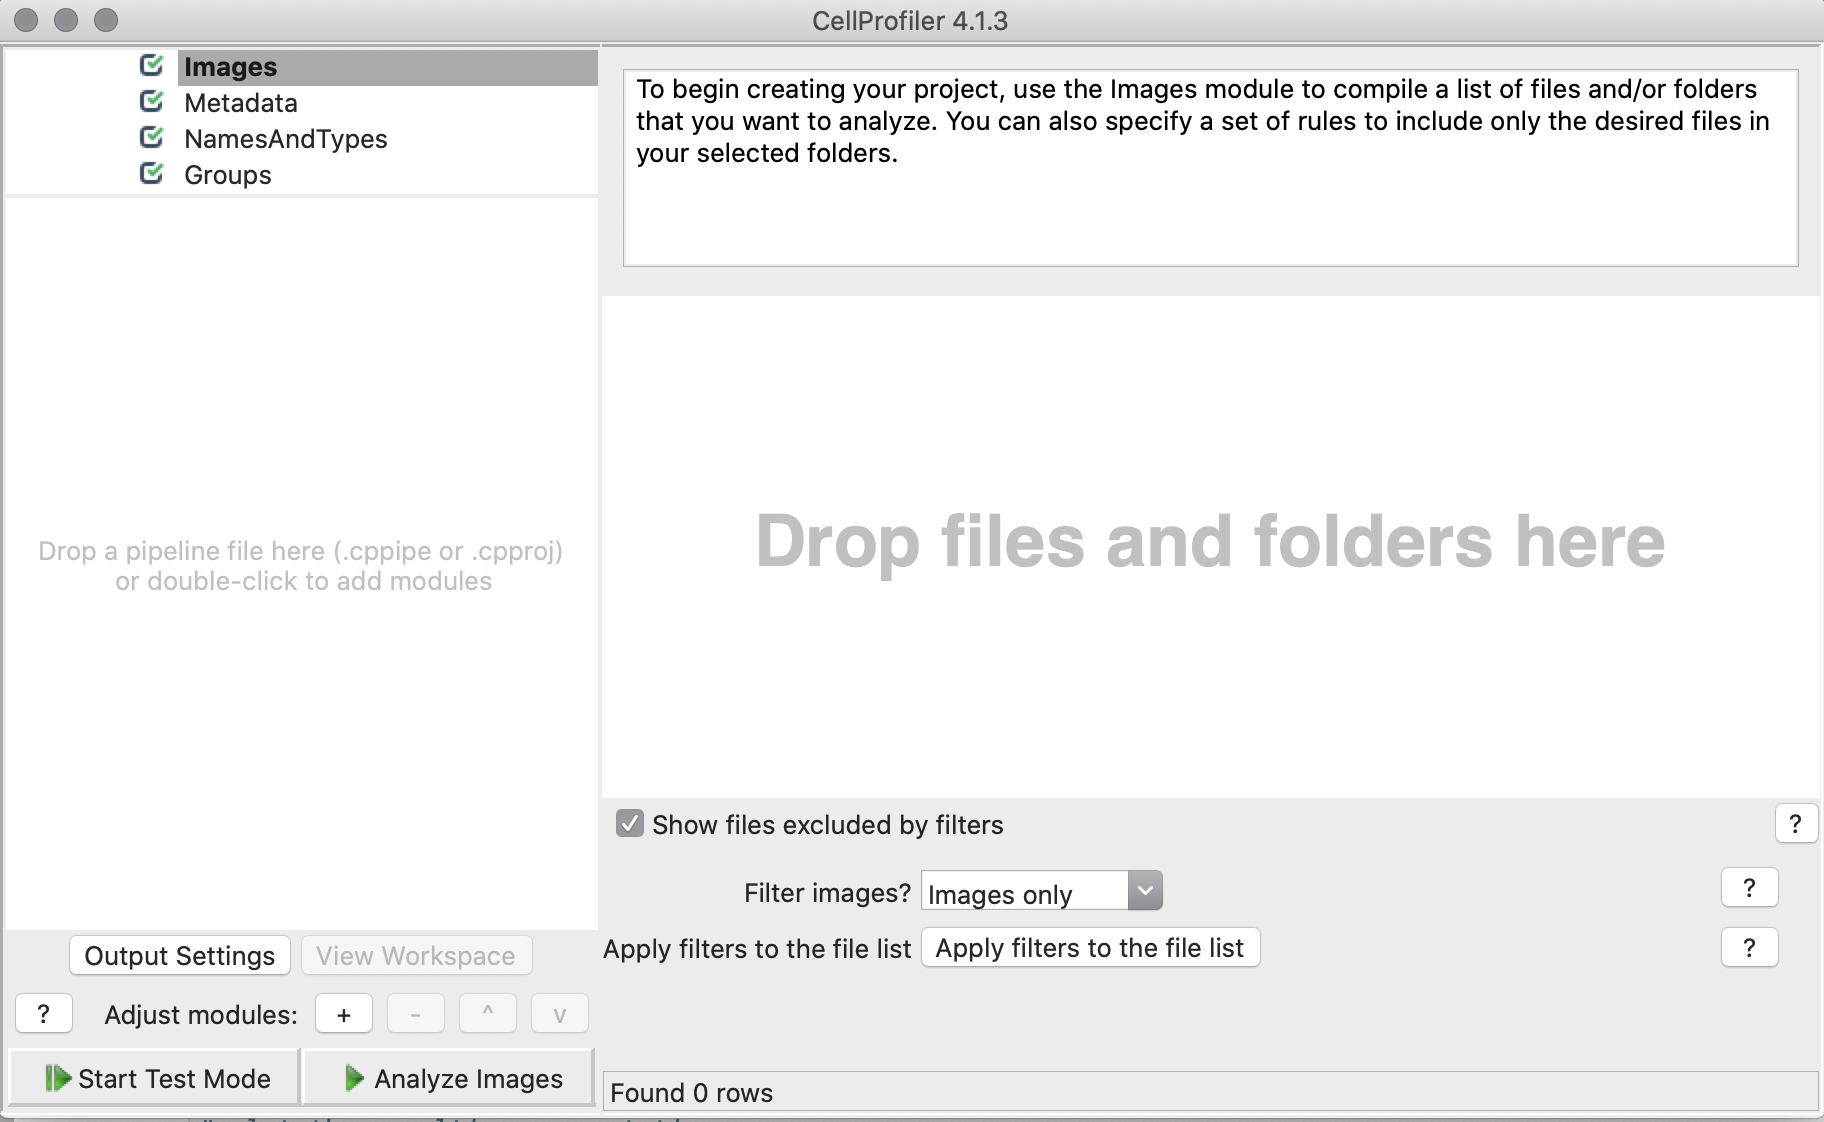 CellProfiler 4.1.3
Images
Metadata
NamesAndTypes
Groups
Drop a pipeline file here (.cppipe or .cpproj)
or double-click to add modules
Output Settings
View Workspace
?
Adjust modules:
+
-
^
v
Start Test Mode
Analyze Images
To begin creating your project, use the Images module to compile a list of files and/or folders
that you want to analyze. You can also specify a set of rules to include only the desired files in
your selected folders.
Drop files and folders here
Show files excluded by filters
?
Filter images?
Images only
?
Apply filters to the file list
Apply filters to the file list
?
Found 0 rows